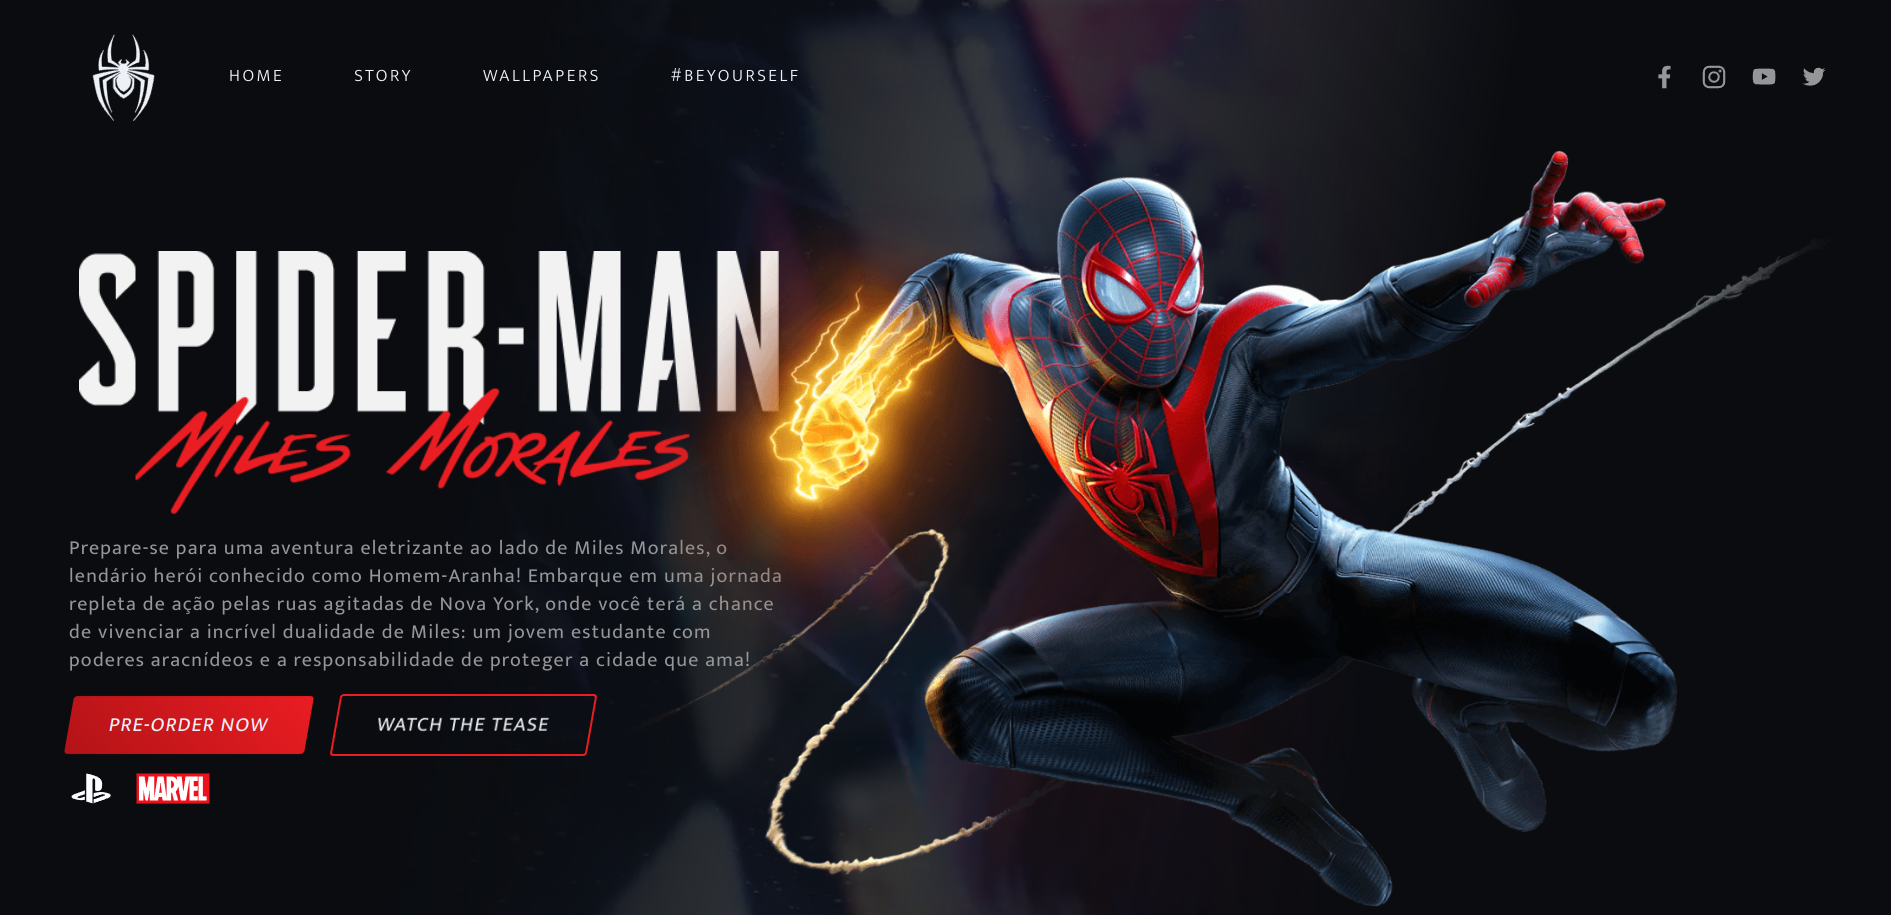 HOME
STORY
WALLPAPERS
#BEYOURSELF
SPIDER-MAN
MILES MORALES
Prepare-se para uma aventura eletrizante ao lado de Miles Morales, o
lendário herói conhecido como Homem-Aranha! Embarque em uma jornada
repleta de ação pelas ruas agitadas de Nova York, onde você terá a chance
de vivenciar a incrível dualidade de Miles: um jovem estudante com
poderes aracnídeos e a responsabilidade de proteger a cidade que ama!
PRE-ORDER NOW
WATCH THE TEASE
MARVEL